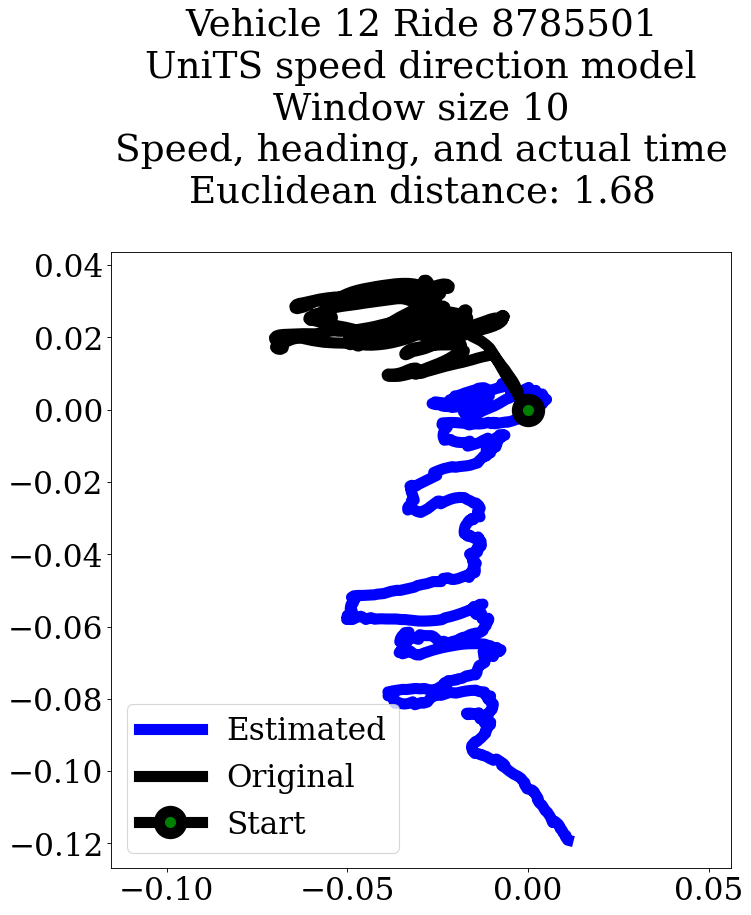 Vehicle 12 Ride 8785501
UniTS speed direction model
Window size 10
Speed, heading, and actual time
Euclidean distance: 1.68
0.04
0.02
0.00
−0.02
−0.04
−0.06
−0.08
−0.10
−0.12
Estimated
Original
Start
−0.10 −0.05 0.00 0.05